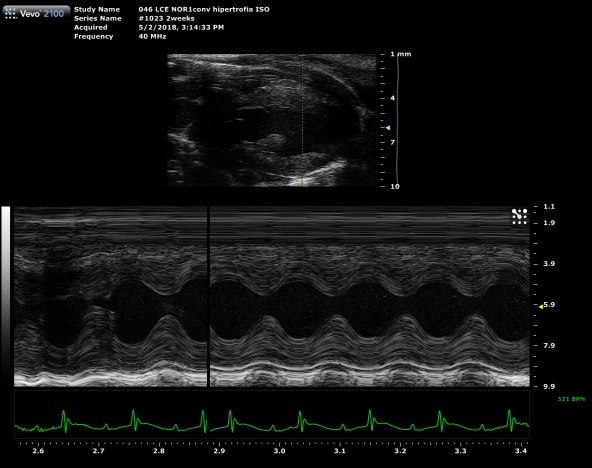 Vevo 2100
Study Name 046 LCE NOR1conv hipertrofia ISO
Series Name #1023 2weeks
Acquired 5/2/2018, 3:14:33 PM
Frequency 40 MHz
1 mm
4
7
10
1.1
1.9
3.9
5.9
7.9
9.9
521 BPM
2.6 2.7 2.8 2.9 3.0 3.1 3.2 3.3 3.4